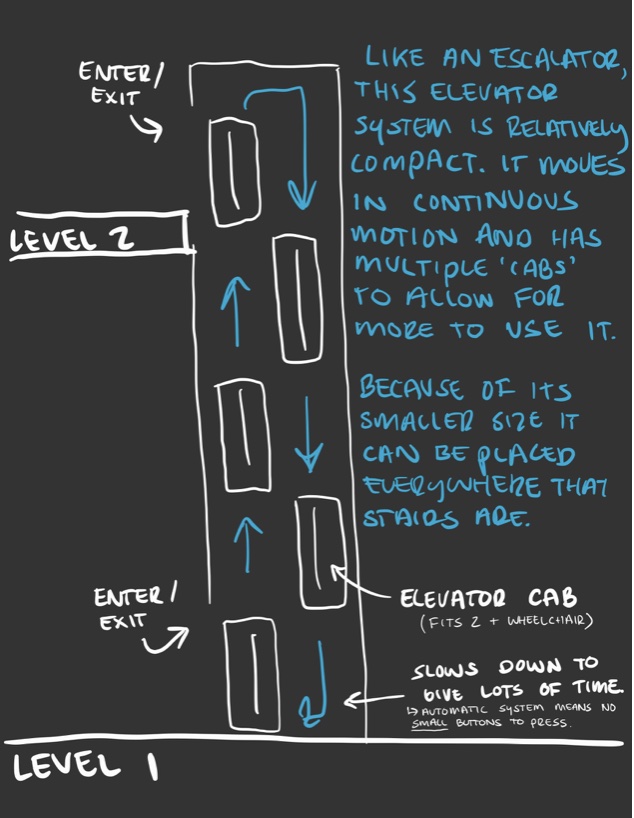 ENTER/
EXIT
LIKE AN ESCALATOR,
THIS ELEVATOR
SYSTEM IS RELATIVELY
COMPACT. IT MOVES
IN CONTINUOUS
MOTION AND HAS
MULTIPLE 'CABS'
TO ALLOW FOR
MORE TO USE IT.
LEVEL 2
BECAUSE OF ITS
SMALLER SIZE IT
CAN BE PLACED
EVERYWHERE THAT
STAIRS ARE.
ENTER/
EXIT
ELEVATOR CAB
(FITS 2 + WHEELCHAIR)
SLOWS DOWN TO
GIVE LOTS OF TIME.
↳ AUTOMATIC SYSTEM MEANS NO
SMALL BUTTONS TO PRESS.
LEVEL 1